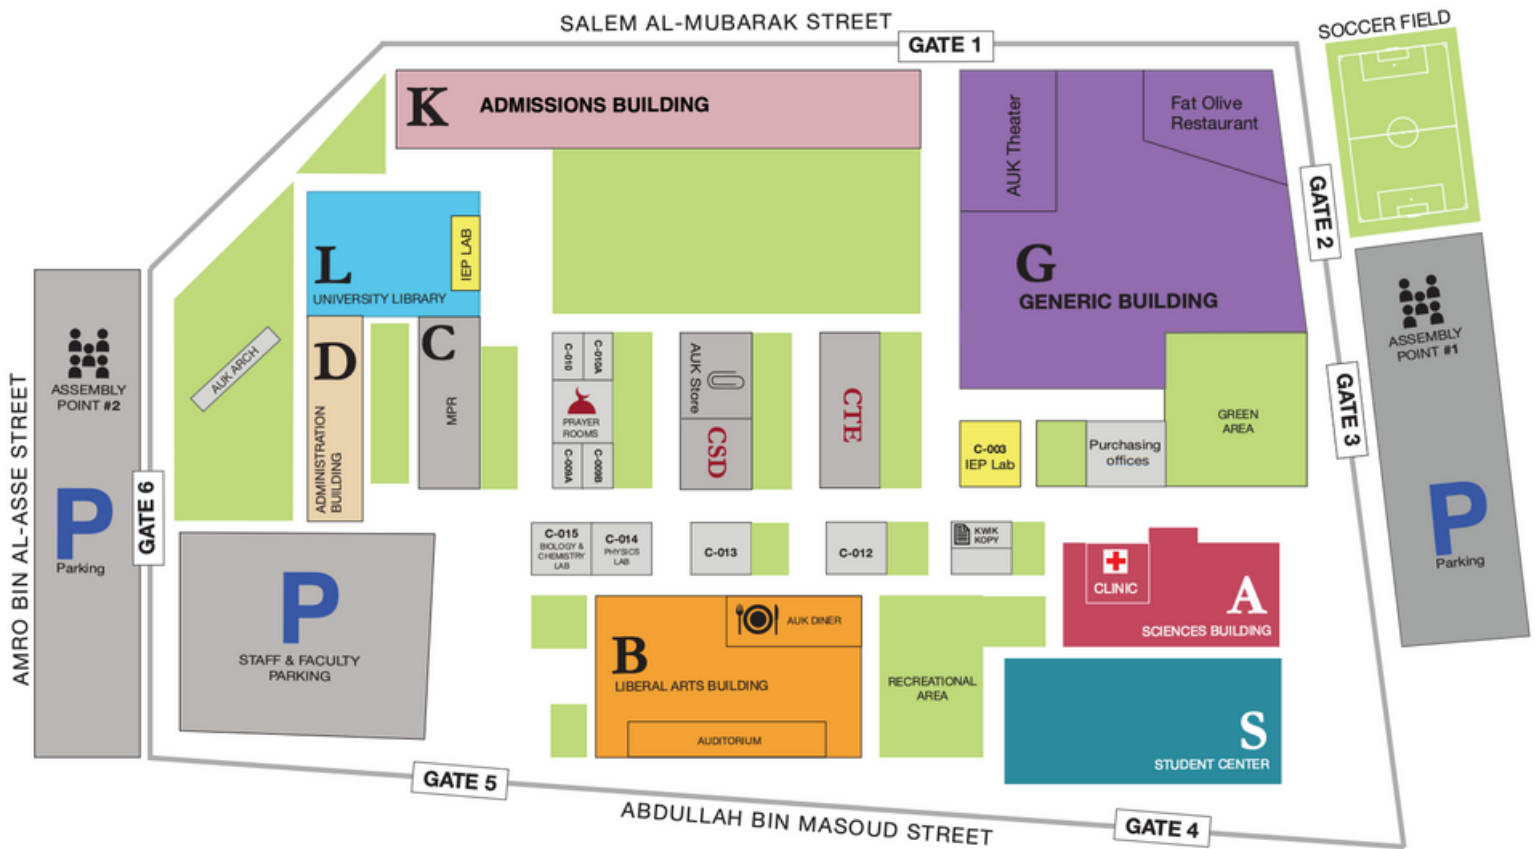 SALEM AL-MUBARAK STREET
GATE 1
SOCCER FIELD
K
ADMISSIONS BUILDING
AUK Theater
Fat Olive
Restaurant
GATE 2
L
UNIVERSITY LIBRARY
IEP LAB
G
GENERIC BUILDING
ASSEMBLY
POINT #1
ASSEMBLY
POINT #2
AUK ARCH
D
ADMINISTRATION
BUILDING
C
MPR
C-010
C-010A
PRAYER
ROOMS
C-009A
C-009B
AUK Store
CSD
CTE
C-003
IEP Lab
Purchasing
offices
GREEN
AREA
GATE 3
AMRO BIN AL-ASSE STREET
P
Parking
GATE 6
P
STAFF & FACULTY
PARKING
C-015
BIOLOGY &
CHEMISTRY
LAB
C-014
PHYSICS
LAB
C-013
C-012
KWIK
KOPY
CLINIC
A
SCIENCES BUILDING
P
Parking
B
LIBERAL ARTS BUILDING
AUK DINER
AUDITORIUM
RECREATIONAL
AREA
S
STUDENT CENTER
GATE 5
ABDULLAH BIN MASOUD STREET
GATE 4